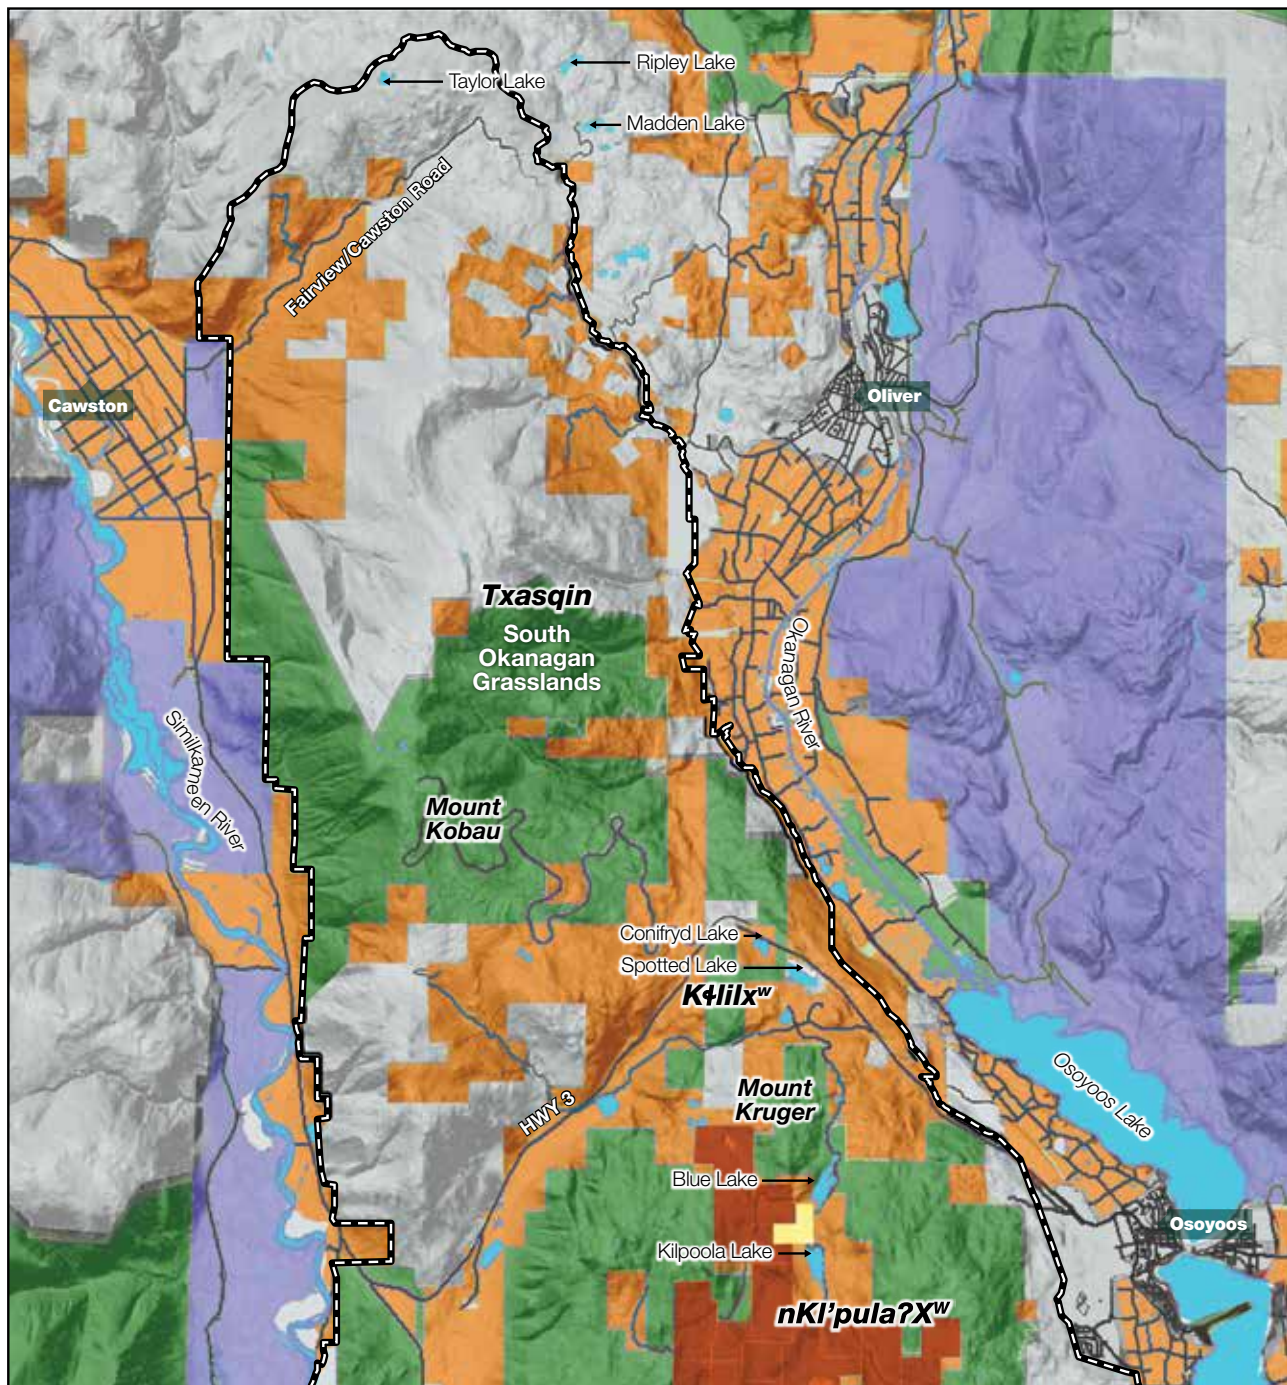 Ripley Lake
Taylor Lake
Madden Lake
Fairview/Cawston Road
Cawston
Oliver
Txasqin
South
Okanagan
Grasslands
Okanagan River
Similkameen River
Mount
Kobau
Conifryd Lake
Spotted Lake
Kɬlilxʷ
Mount
Kruger
HWY 3
Osoyoos Lake
Blue Lake
Osoyoos
Kilpoola Lake
nKl'pula?Xᵂ